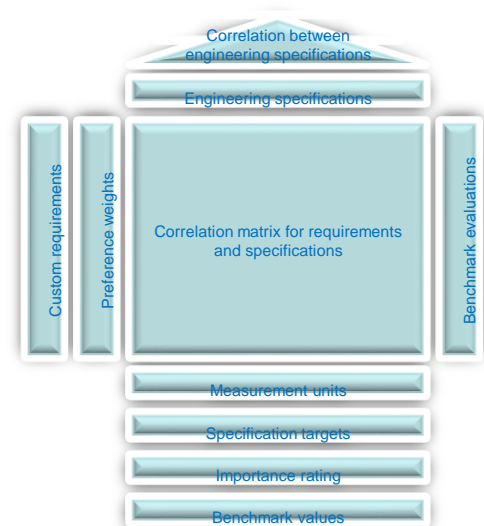 Correlation between
engineering specifications
Engineering specifications
Custom requirements
Preference weights
Correlation matrix for requirements
and specifications
Benchmark evaluations
Measurement units
Specification targets
Importance rating
Benchmark values